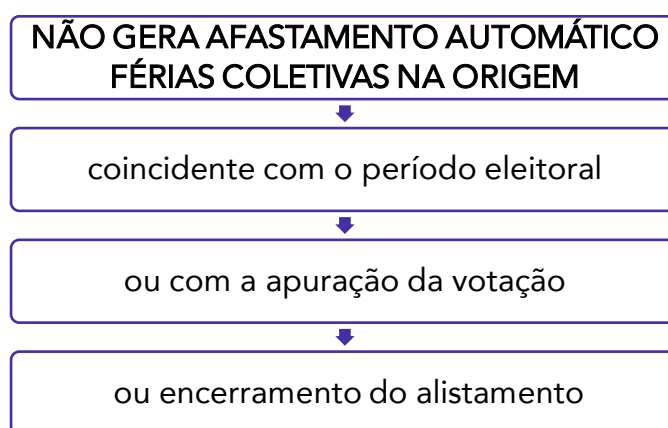 NÃO GERA AFASTAMENTO AUTOMÁTICO
FÉRIAS COLETIVAS NA ORIGEM
coincidente com o período eleitoral
ou com a apuração da votação
ou encerramento do alistamento